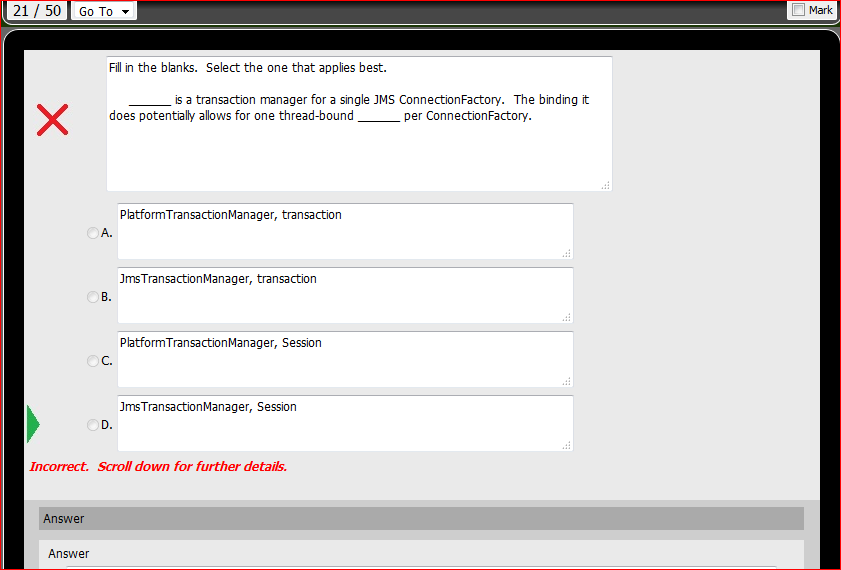 21 / 50 Go To Mark
Fill in the blanks.  Select the one that applies best.
_______ is a transaction manager for a single JMS ConnectionFactory.  The binding it
does potentially allows for one thread-bound _______ per ConnectionFactory.
A. PlatformTransactionManager, transaction
B. JmsTransactionManager, transaction
C. PlatformTransactionManager, Session
D. JmsTransactionManager, Session
Incorrect.  Scroll down for further details.
Answer
Answer